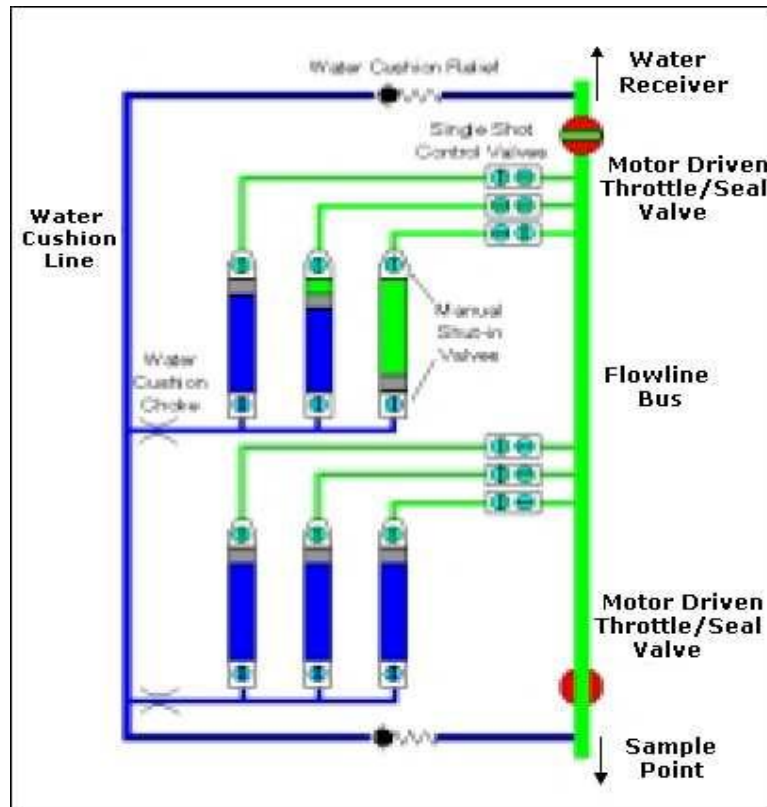 Water Cushion Relief
Water
Receiver
Single Shot
Control Valves
Motor Driven
Throttle/Seal
Valve
Water
Cushion
Line
Manual
Shut-in
Valves
Water
Cushion
Choke
Flowline
Bus
Motor Driven
Throttle/Seal
Valve
Sample
Point